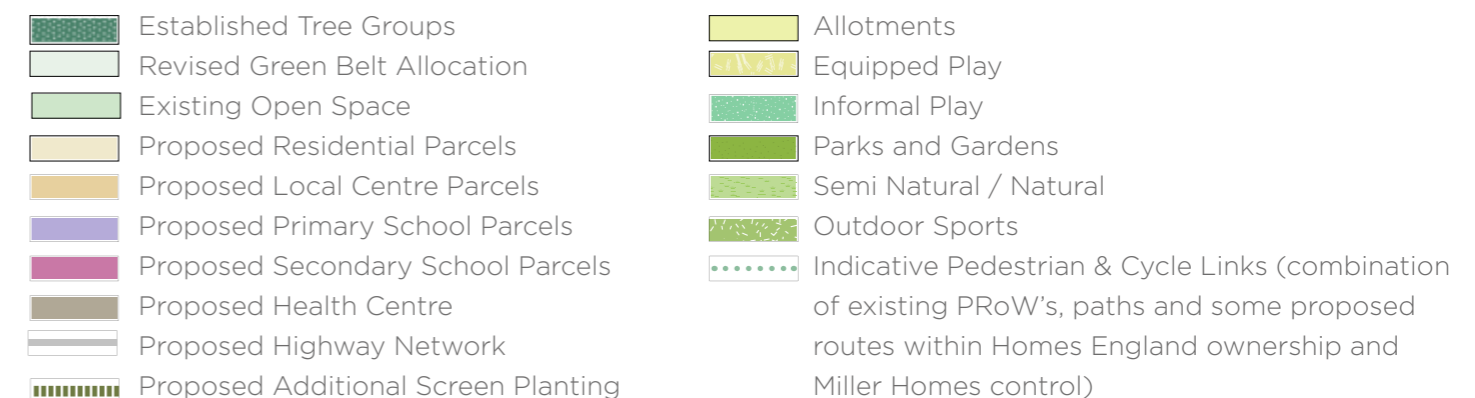 Established Tree Groups
Revised Green Belt Allocation
Existing Open Space
Proposed Residential Parcels
Proposed Local Centre Parcels
Proposed Primary School Parcels
Proposed Secondary School Parcels
Proposed Health Centre
Proposed Highway Network
Proposed Additional Screen Planting
Allotments
Equipped Play
Informal Play
Parks and Gardens
Semi Natural / Natural
Outdoor Sports
Indicative Pedestrian & Cycle Links (combination
of existing PRoW's, paths and some proposed
routes within Homes England ownership and
Miller Homes control)